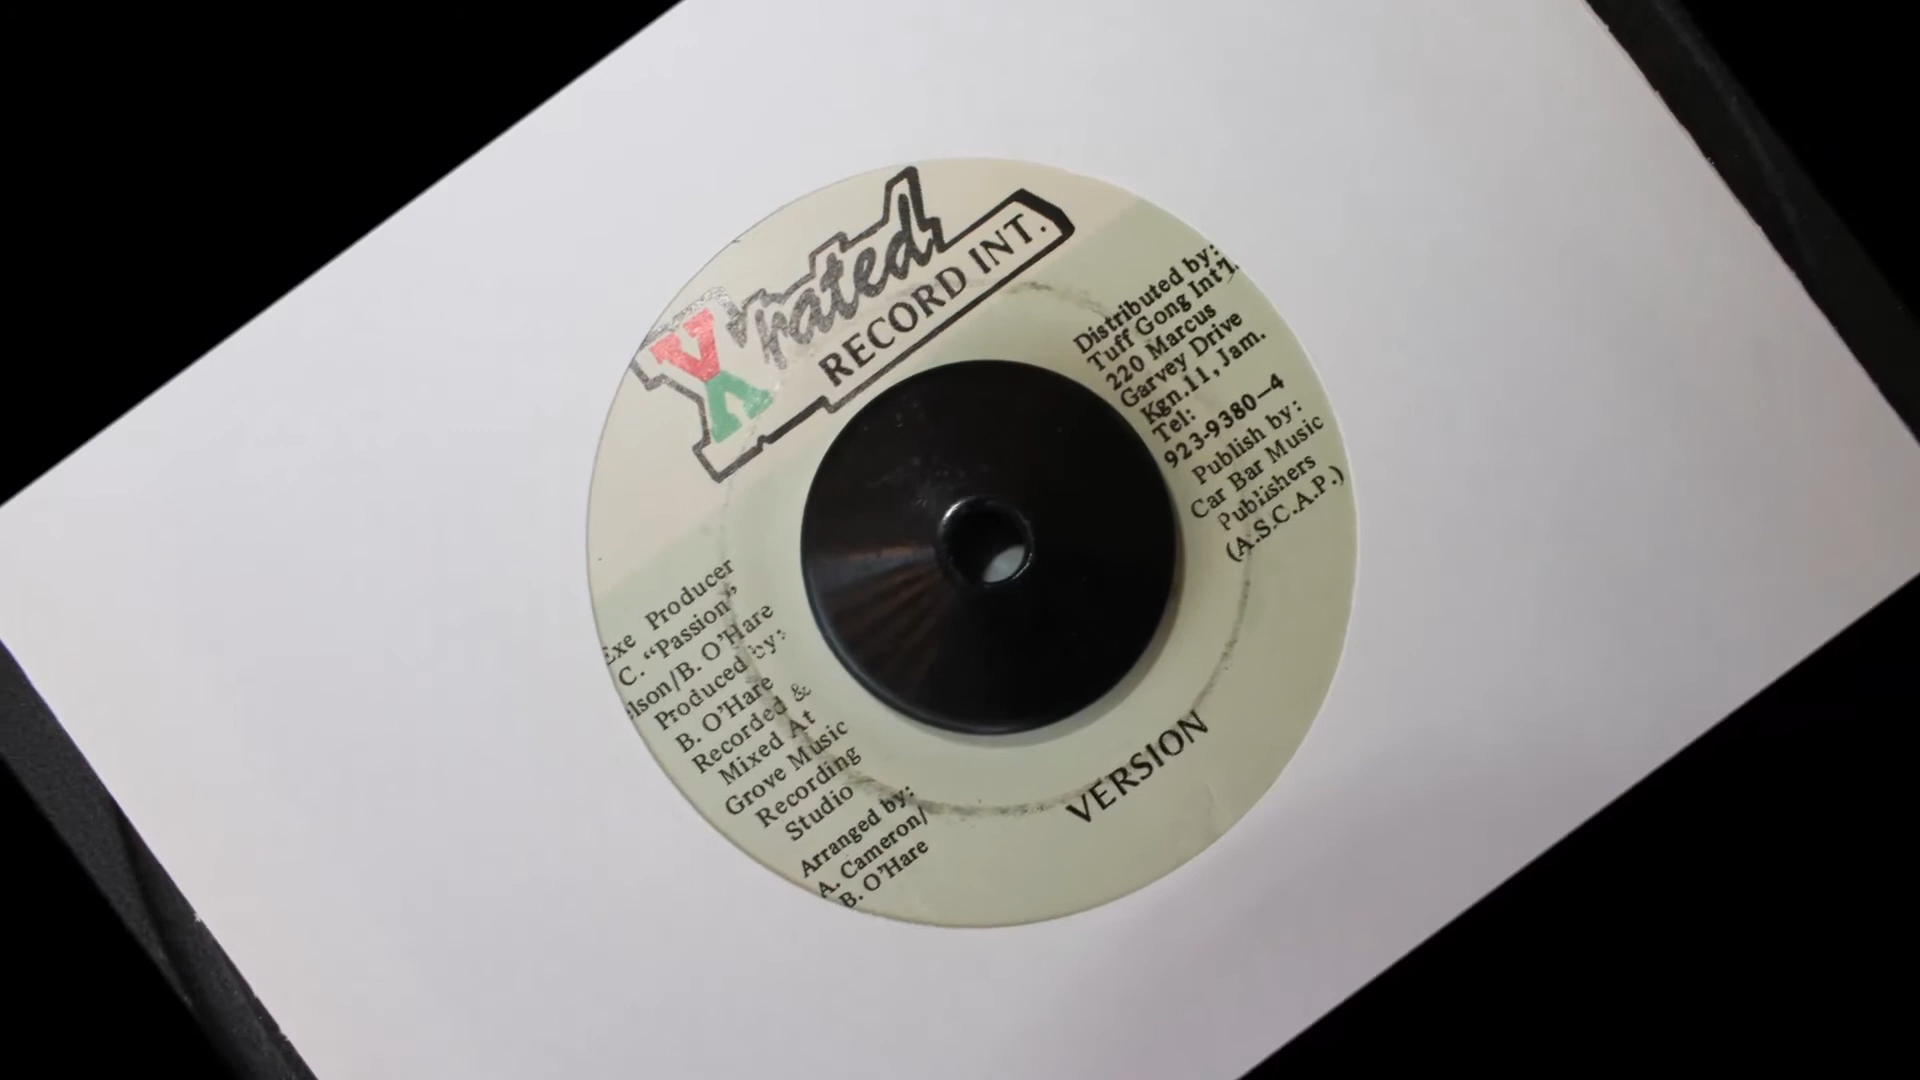 X rated
RECORD INT.
Distributed by:
Tuff Gong Int'l.
220 Marcus
Garvey Drive
Kgn.11, Jam.
Tel:
923-9380—4
Publish by:
Car Bar Music
Publishers
(A.S.C.A.P.)
Exe Producer
C. “Passion”
elson/B. O'Hare
Produced by:
B. O'Hare
Recorded &
Mixed At
Grove Music
Recording
Studio
Arranged by:
A. Cameron/
B. O'Hare
VERSION